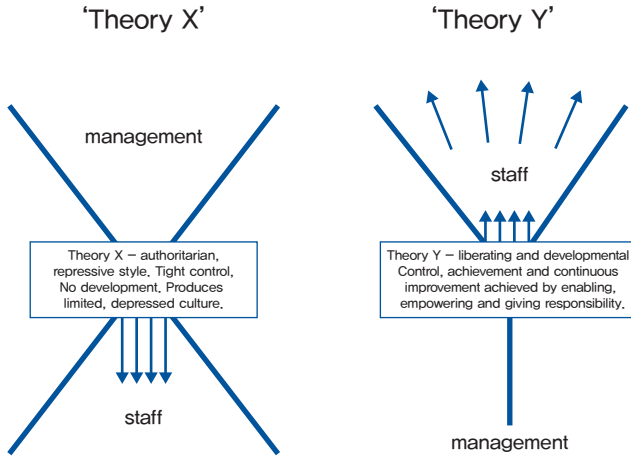 'Theory X'
management
Theory X – authoritarian,
repressive style. Tight control,
No development. Produces
limited, depressed culture.
staff
'Theory Y'
staff
Theory Y – liberating and developmental
Control, achievement and continuous
improvement achieved by enabling,
empowering and giving responsibility.
management